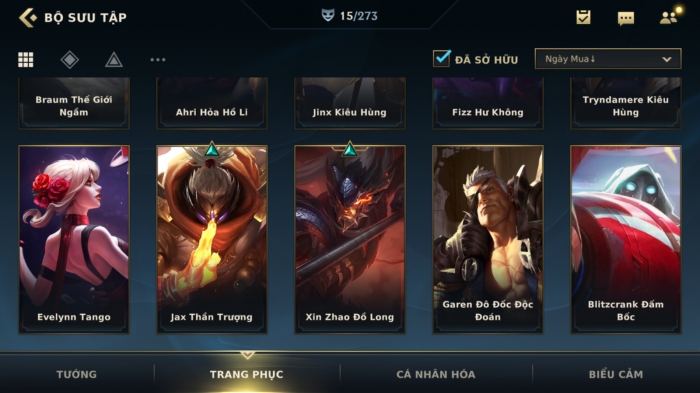 BỘ SƯU TẬP
15/273
ĐÃ SỞ HỮU
Ngày Mua↓
Braum Thế Giới
Ngầm
Ahri Hỏa Hồ Li
Jinx Kiêu Hùng
Fizz Hư Không
Tryndamere Kiêu
Hùng
Evelynn Tango
Jax Thần Trượng
Xin Zhao Đồ Long
Garen Đô Đốc Độc
Đoán
Blitzcrank Đấm
Bốc
TƯỚNG
TRANG PHỤC
CÁ NHÂN HÓA
BIỂU CẢM